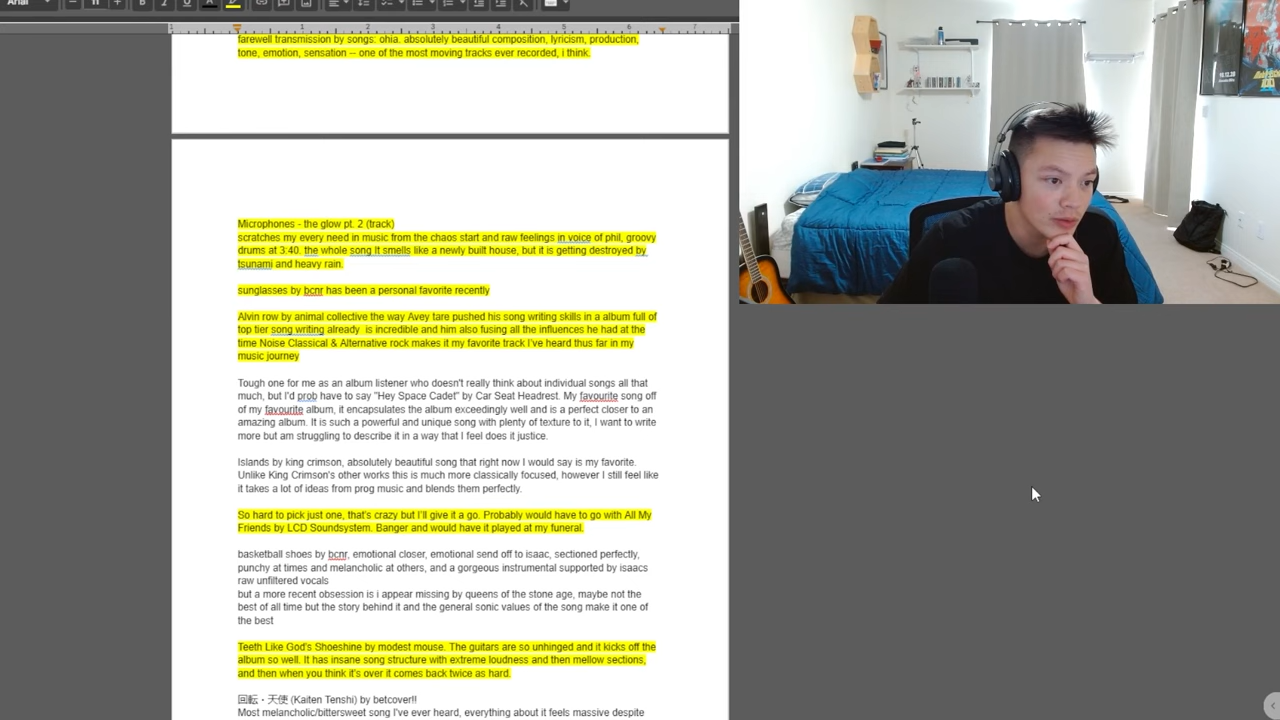 Arial
11
1
1
2
3
4
5
6
7
farewell transmission by songs: ohia. absolutely beautiful composition, lyricism, production,
tone, emotion, sensation -- one of the most moving tracks ever recorded, i think.
Microphones - the glow pt. 2 (track)
scratches my every need in music from the chaos start and raw feelings in voice of phil, groovy
drums at 3:40. the whole song It smells like a newly built house, but it is getting destroyed by
tsunami and heavy rain.
sunglasses by bcnr has been a personal favorite recently
Alvin row by animal collective the way Avey tare pushed his song writing skills in a album full of
top tier song writing already is incredible and him also fusing all the influences he had at the
time Noise Classical & Alternative rock makes it my favorite track I've heard thus far in my
music journey
Tough one for me as an album listener who doesn't really think about individual songs all that
much, but I'd prob have to say "Hey Space Cadet" by Car Seat Headrest. My favourite song off
of my favourite album, it encapsulates the album exceedingly well and is a perfect closer to an
amazing album. It is such a powerful and unique song with plenty of texture to it, I want to write
more but am struggling to describe it in a way that I feel does it justice.
Islands by king crimson, absolutely beautiful song that right now I would say is my favorite.
Unlike King Crimson's other works this is much more classically focused, however I still feel like
it takes a lot of ideas from prog music and blends them perfectly.
So hard to pick just one, that's crazy but I'll give it a go. Probably would have to go with All My
Friends by LCD Soundsystem. Banger and would have it played at my funeral.
basketball shoes by bcnr, emotional closer, emotional send off to isaac, sectioned perfectly,
punchy at times and melancholic at others, and a gorgeous instrumental supported by isaacs
raw unfiltered vocals
but a more recent obsession is i appear missing by queens of the stone age, maybe not the
best of all time but the story behind it and the general sonic values of the song make it one of
the best
Teeth Like God's Shoeshine by modest mouse. The guitars are so unhinged and it kicks off the
album so well. It has insane song structure with extreme loudness and then mellow sections,
and then when you think it's over it comes back twice as hard.
回転・天使 (Kaiten Tenshi) by betcover!!
Most melancholic/bittersweet song I've ever heard, everything about it feels massive despite